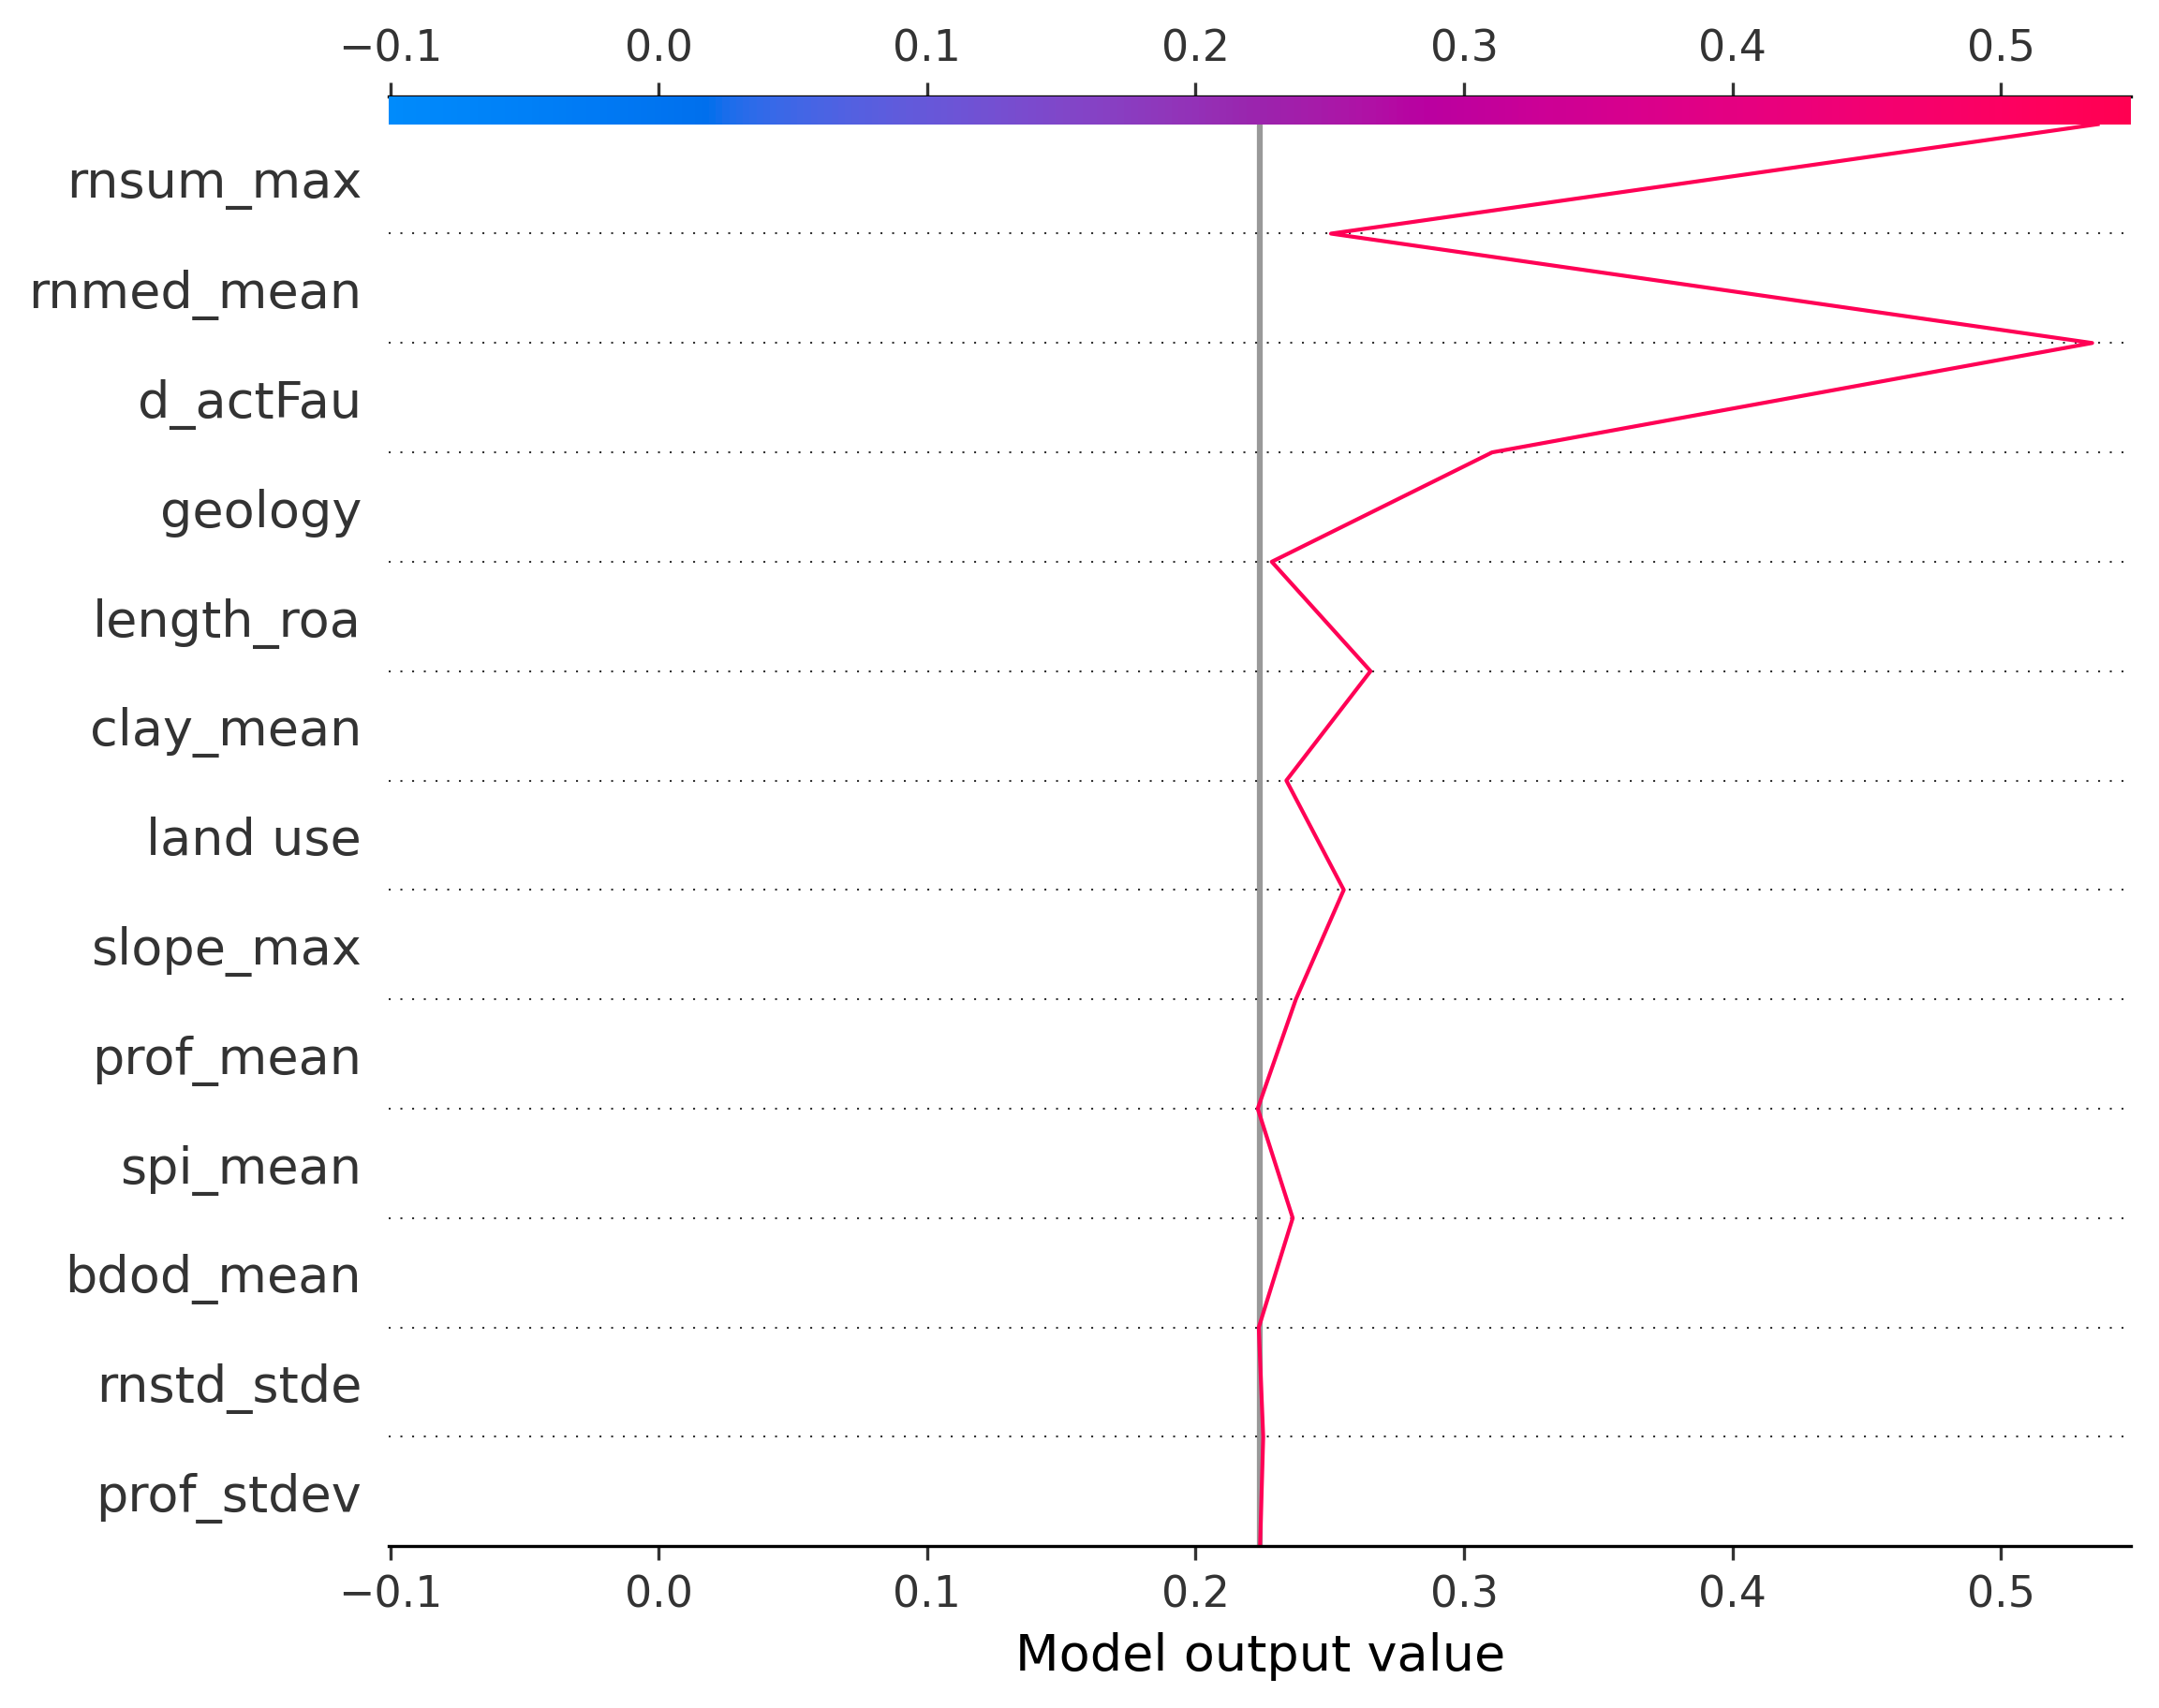 −0.1 0.0 0.1 0.2 0.3 0.4 0.5
rnsum_max
rnmed_mean
d_actFau
geology
length_roa
clay_mean
land use
slope_max
prof_mean
spi_mean
bdod_mean
rnstd_stde
prof_stdev
−0.1 0.0 0.1 0.2 0.3 0.4 0.5
Model output value